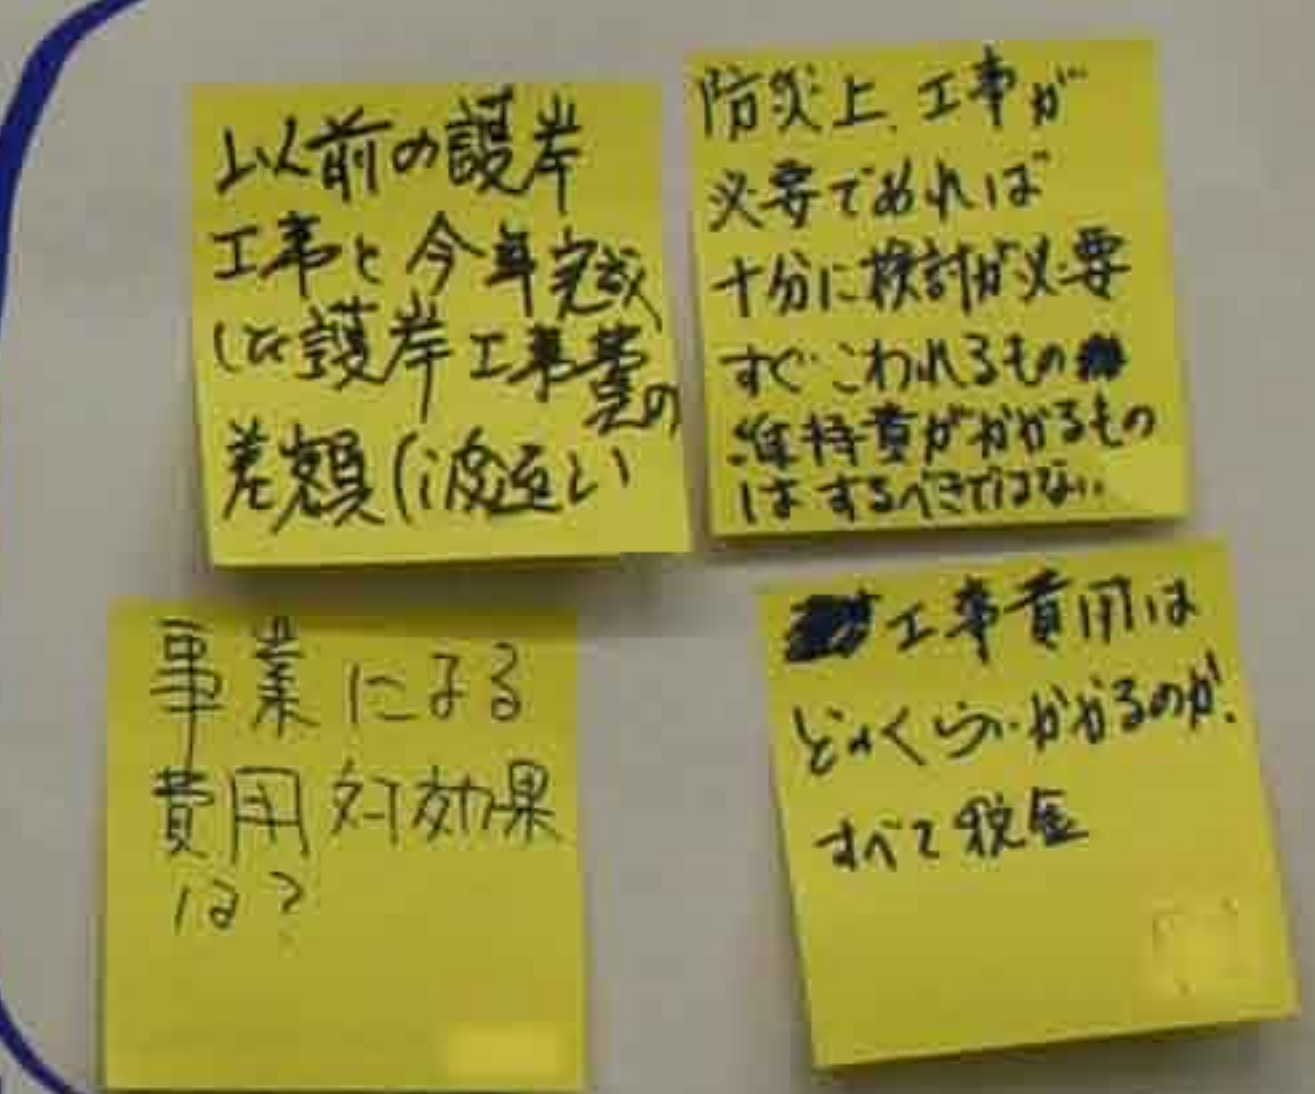 以前の護岸
工事と今年完成
した護岸工事費の
差額(波返い
防災上、工事が
必要であれば
十分に検討が必要
すぐこわれるもの
維持費がかかるもの
はするべきではない。
事業による
費用対効果
は?
工事費用は
どのくらいかかるのか。
すべて税金